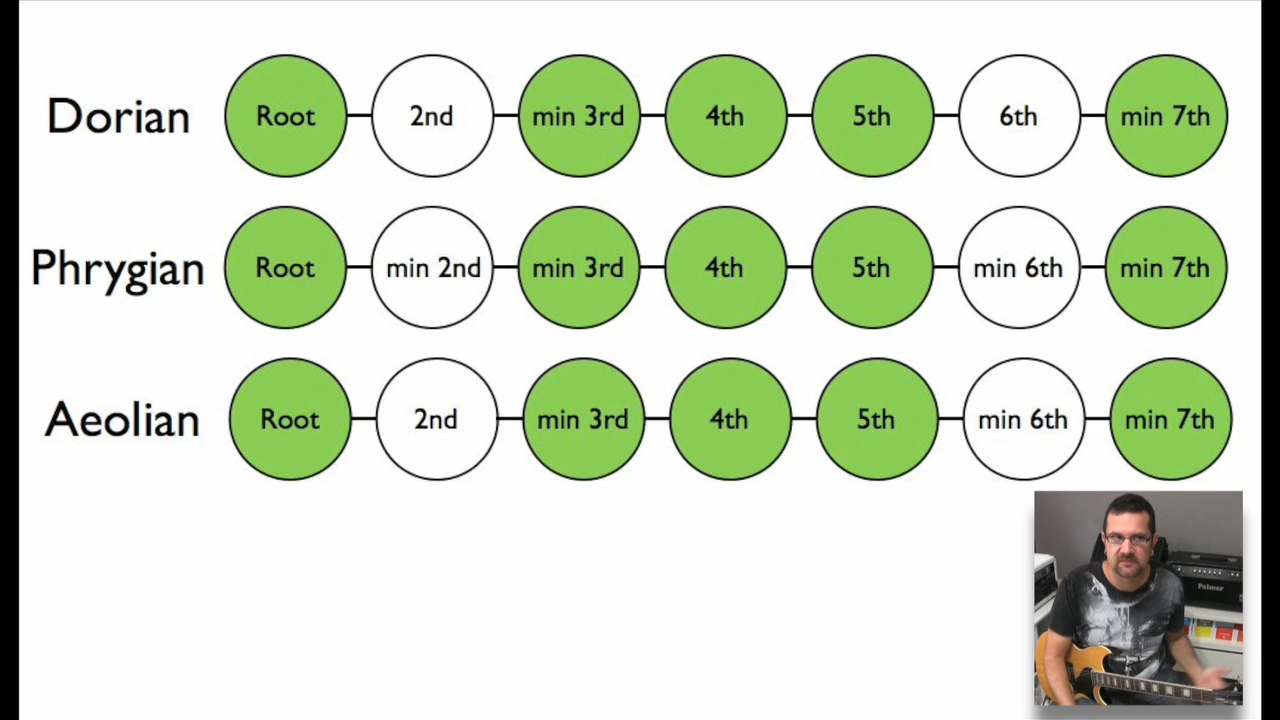 Dorian Root 2nd min 3rd 4th 5th 6th min 7th
Phrygian Root min 2nd min 3rd 4th 5th min 6th min 7th
Aeolian Root 2nd min 3rd 4th 5th min 6th min 7th
Palmer